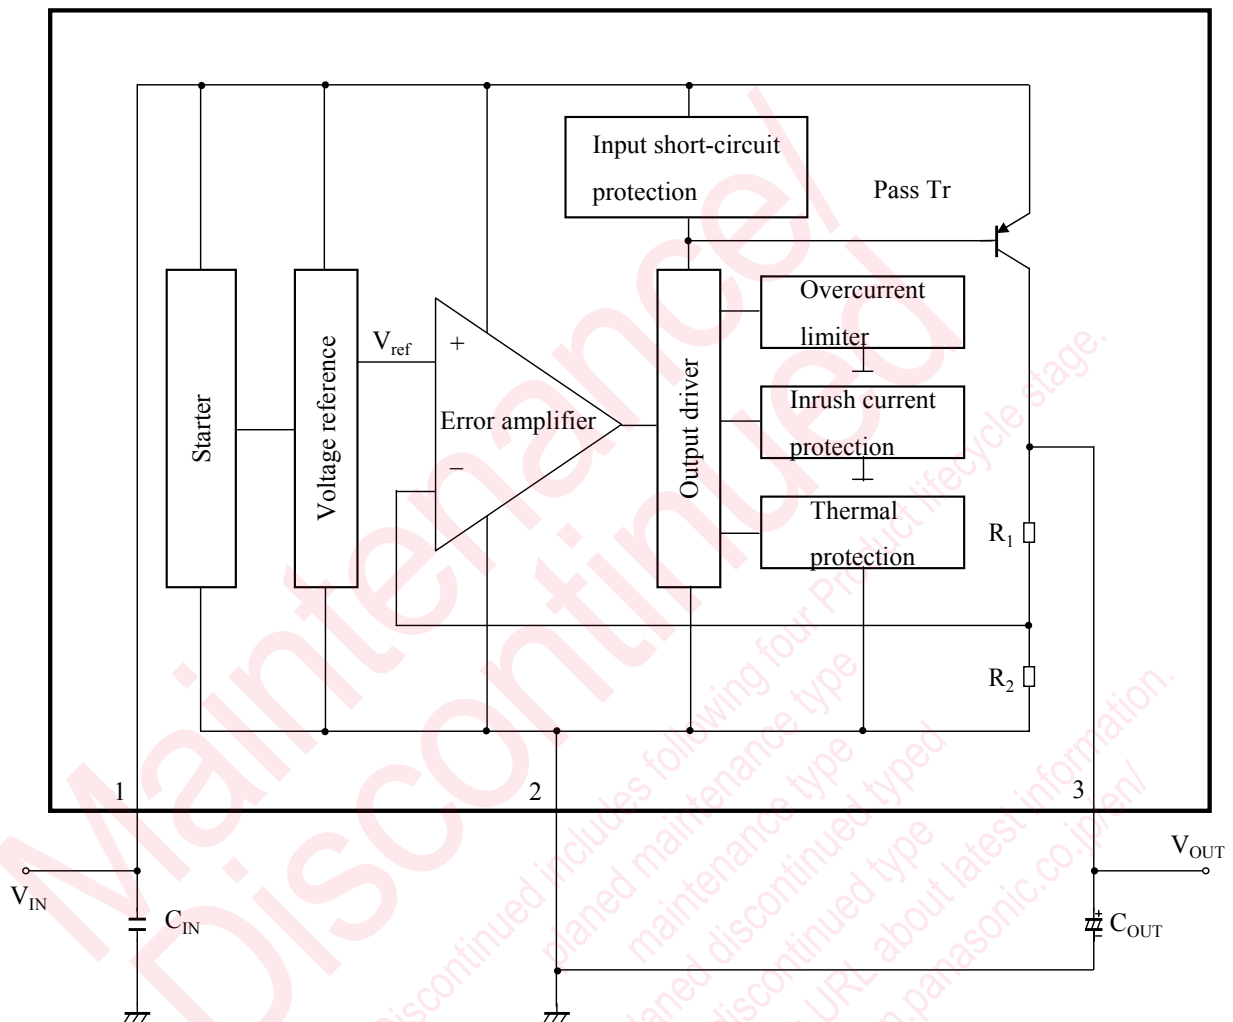 Input short-circuit
protection
Pass Tr
Overcurrent
limiter
Vref
+
Error amplifier
−
Starter
Voltage reference
Output driver
Inrush current
protection
Thermal
protection
R1
R2
1
2
3
VIN
CIN
VOUT
+
−
COUT
Maintenance/
Discontinued
Discontinued includes following four Product lifecycle stage.
planed maintenance type
maintenance type
planed discontinued typed
discontinued type
URL about latest information.
.panasonic.co.jp/en/